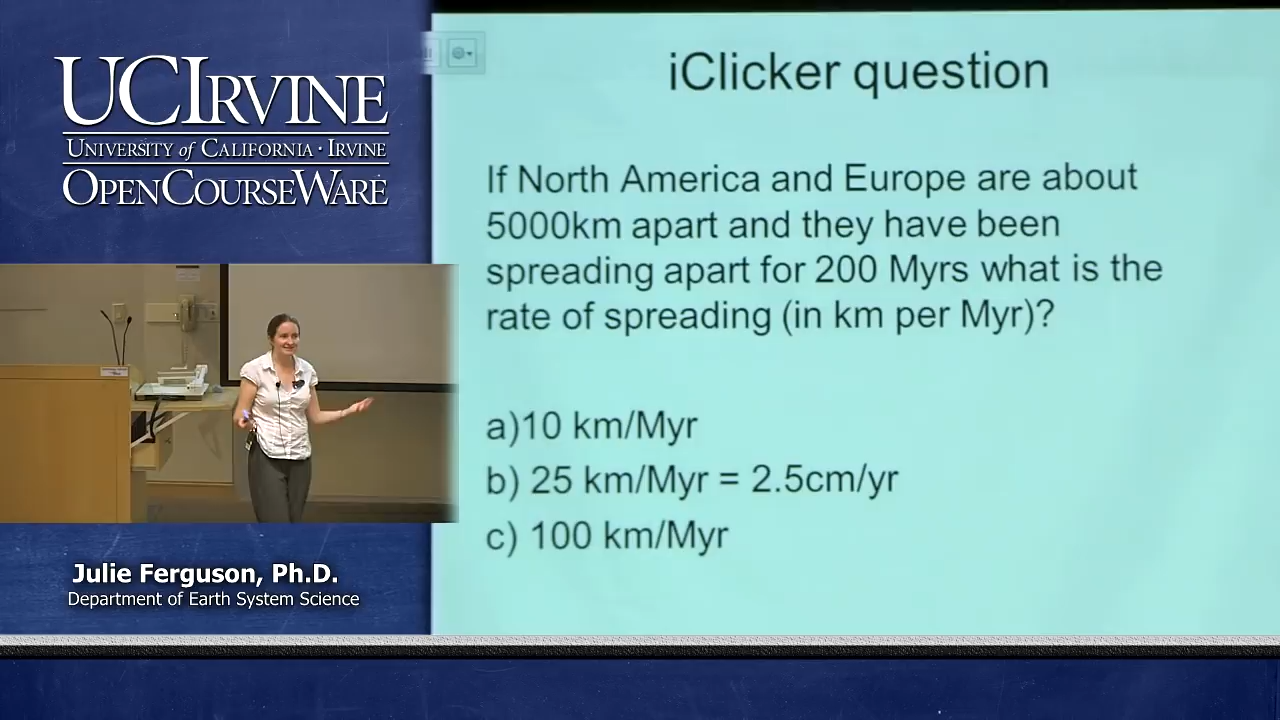 UCIRVINE
UNIVERSITY of CALIFORNIA · IRVINE
OPENCOURSEWARE
Julie Ferguson, Ph.D.
Department of Earth System Science
iClicker question
If North America and Europe are about
5000km apart and they have been
spreading apart for 200 Myrs what is the
rate of spreading (in km per Myr)?
a)10 km/Myr
b) 25 km/Myr = 2.5cm/yr
c) 100 km/Myr